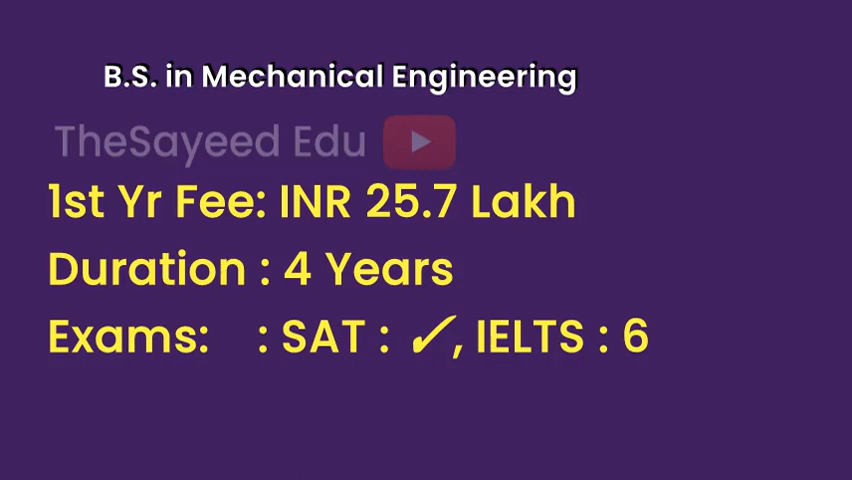 B.S. in Mechanical Engineering
TheSayeed Edu
1st Yr Fee: INR 25.7 Lakh
Duration : 4 Years
Exams: : SAT : ✓, IELTS : 6